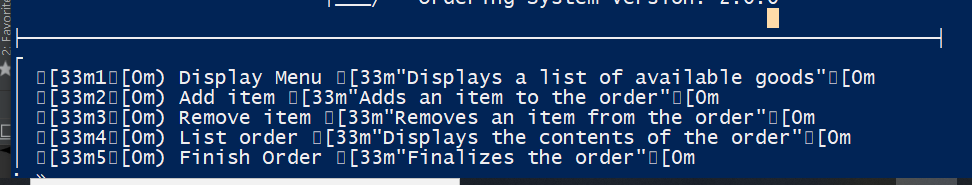 Ordering System Version: 2.0.0
▯[33m1▯[0m) Display Menu ▯[33m"Displays a list of available goods"▯[0m
▯[33m2▯[0m) Add item ▯[33m"Adds an item to the order"▯[0m
▯[33m3▯[0m) Remove item ▯[33m"Removes an item from the order"▯[0m
▯[33m4▯[0m) List order ▯[33m"Displays the contents of the order"▯[0m
▯[33m5▯[0m) Finish Order ▯[33m"Finalizes the order"▯[0m
»
2: Favorite